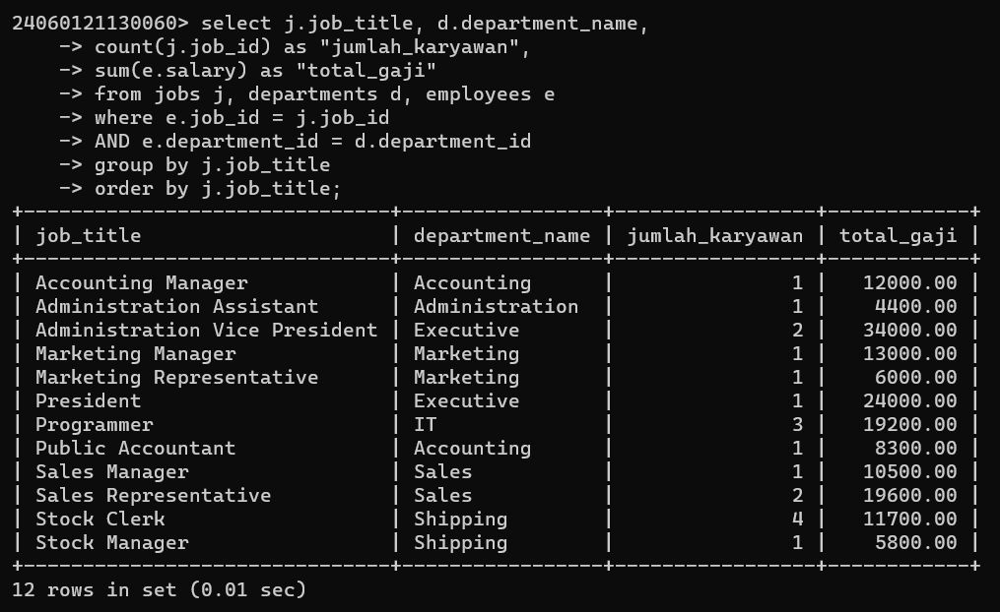 24060121130060> select j.job_title, d.department_name,
    -> count(j.job_id) as "jumlah_karyawan",
    -> sum(e.salary) as "total_gaji"
    -> from jobs j, departments d, employees e
    -> where e.job_id = j.job_id
    -> AND e.department_id = d.department_id
    -> group by j.job_title
    -> order by j.job_title;
+-------------------------------+-----------------+-----------------+------------+
| job_title                     | department_name | jumlah_karyawan | total_gaji |
+-------------------------------+-----------------+-----------------+------------+
| Accounting Manager            | Accounting      |               1 |   12000.00 |
| Administration Assistant      | Administration  |               1 |    4400.00 |
| Administration Vice President | Executive       |               2 |   34000.00 |
| Marketing Manager             | Marketing       |               1 |   13000.00 |
| Marketing Representative      | Marketing       |               1 |    6000.00 |
| President                     | Executive       |               1 |   24000.00 |
| Programmer                    | IT              |               3 |   19200.00 |
| Public Accountant             | Accounting      |               1 |    8300.00 |
| Sales Manager                 | Sales           |               1 |   10500.00 |
| Sales Representative          | Sales           |               2 |   19600.00 |
| Stock Clerk                   | Shipping        |               4 |   11700.00 |
| Stock Manager                 | Shipping        |               1 |    5800.00 |
+-------------------------------+-----------------+-----------------+------------+
12 rows in set (0.01 sec)